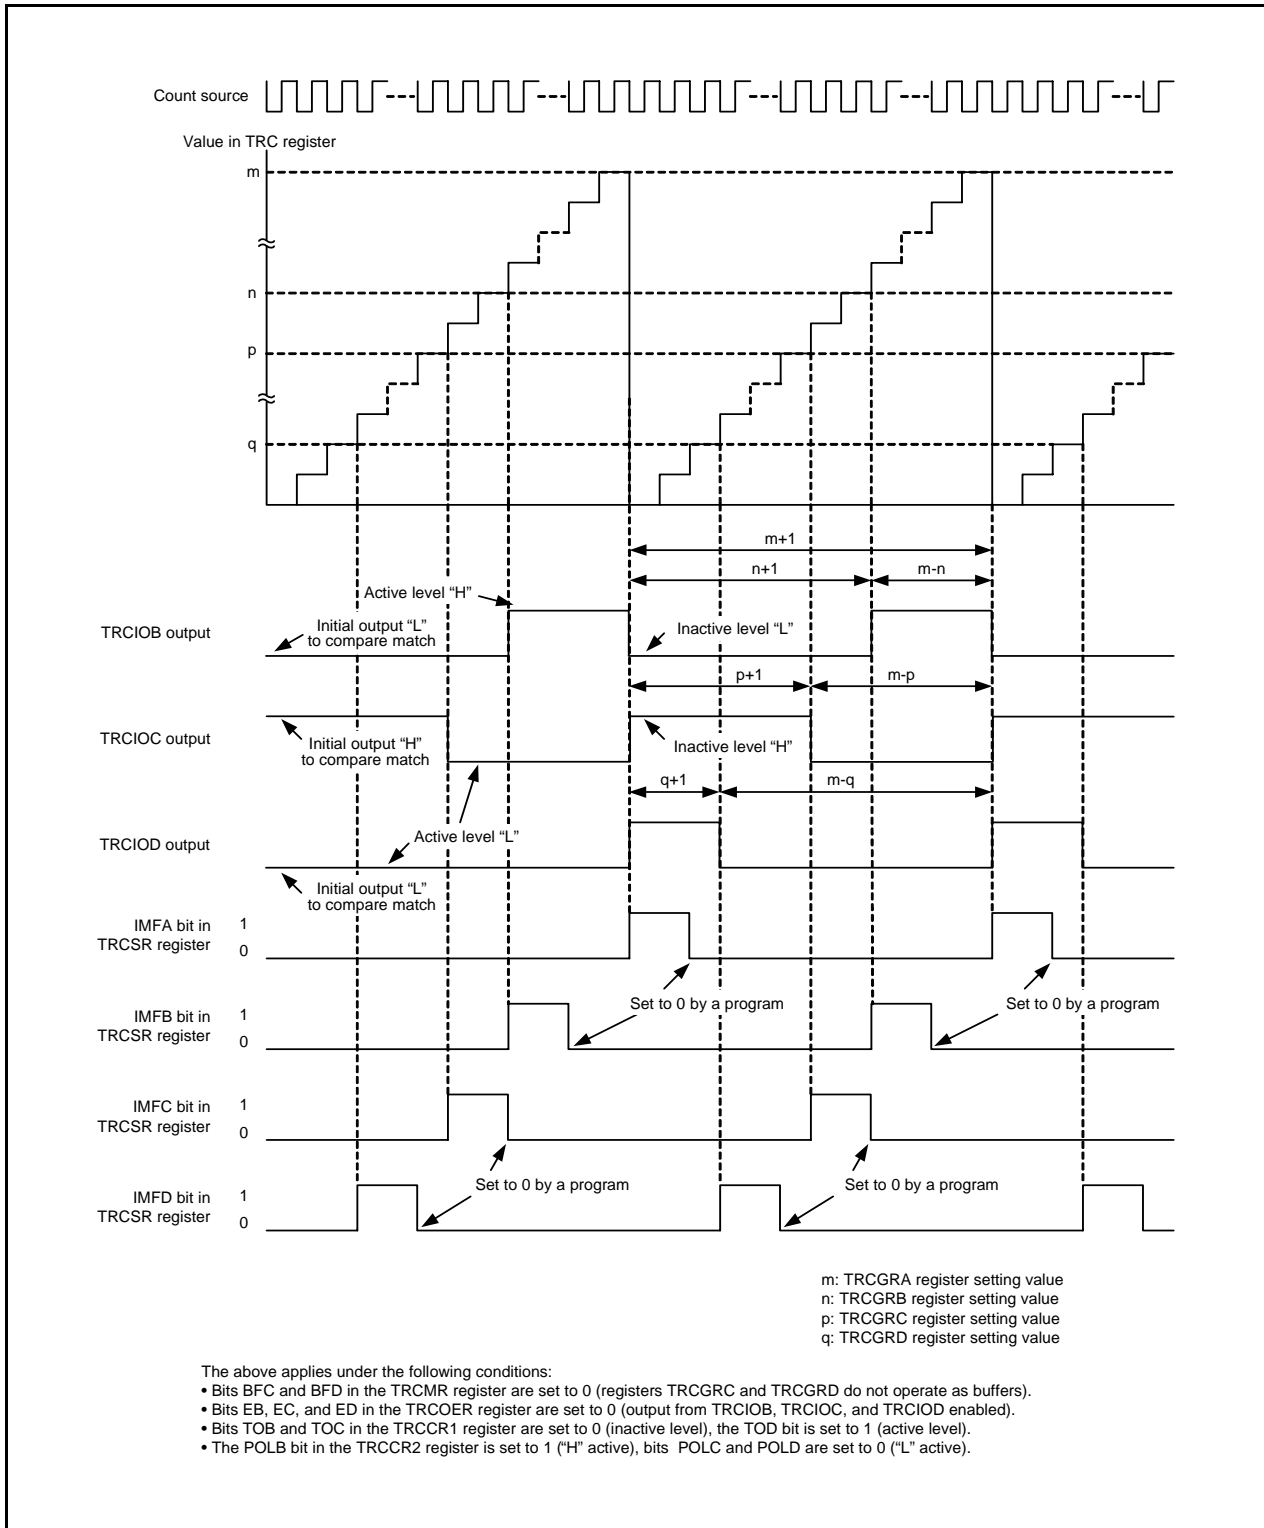 Count source
Value in TRC register
m
n
p
q
m+1
n+1
m-n
Active level “H”
TRCIOB output
Initial output “L”
to compare match
Inactive level “L”
p+1
m-p
TRCIOC output
Initial output “H”
to compare match
Inactive level “H”
q+1
m-q
Active level “L”
TRCIOD output
Initial output “L”
to compare match
IMFA bit in
TRCSR register
1
0
Set to 0 by a program
Set to 0 by a program
IMFB bit in
TRCSR register
1
0
IMFC bit in
TRCSR register
1
0
Set to 0 by a program
Set to 0 by a program
IMFD bit in
TRCSR register
1
0
m: TRCGRA register setting value
n: TRCGRB register setting value
p: TRCGRC register setting value
q: TRCGRD register setting value
The above applies under the following conditions:
• Bits BFC and BFD in the TRCMR register are set to 0 (registers TRCGRC and TRCGRD do not operate as buffers).
• Bits EB, EC, and ED in the TRCOER register are set to 0 (output from TRCIOB, TRCIOC, and TRCIOD enabled).
• Bits TOB and TOC in the TRCCR1 register are set to 0 (inactive level), the TOD bit is set to 1 (active level).
• The POLB bit in the TRCCR2 register is set to 1 (“H” active), bits POLC and POLD are set to 0 (“L” active).